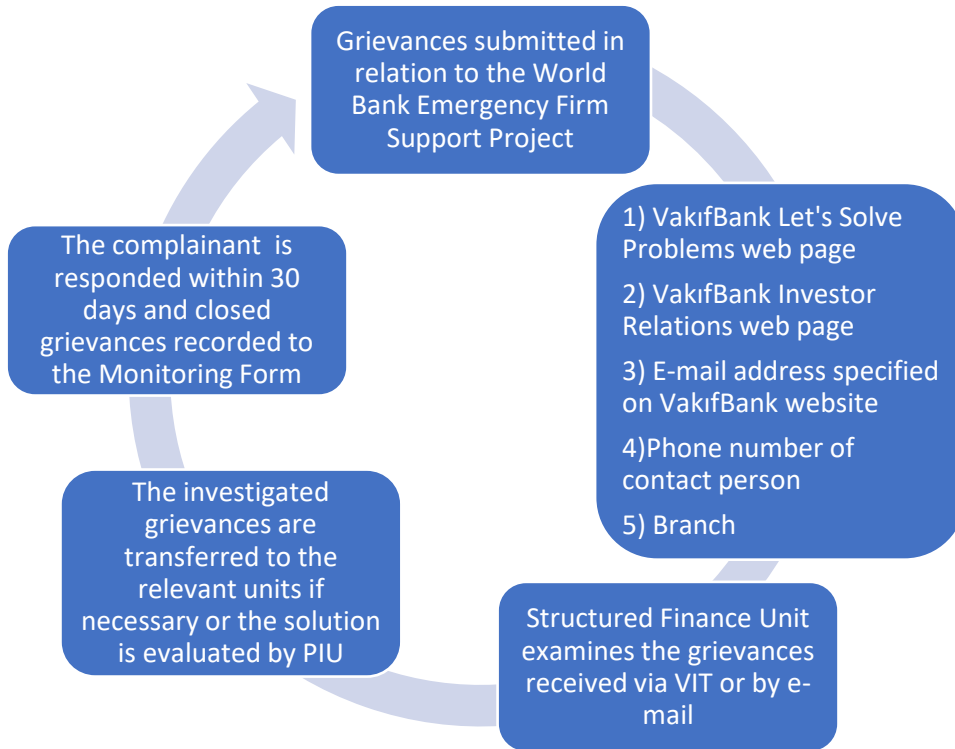 Grievances submitted in
relation to the World
Bank Emergency Firm
Support Project
1) VakıfBank Let's Solve
Problems web page
2) VakıfBank Investor
Relations web page
3) E-mail address specified
on VakıfBank website
4)Phone number of
contact person
5) Branch
Structured Finance Unit
examines the grievances
received via VIT or by e-
mail
The investigated
grievances are
transferred to the
relevant units if
necessary or the solution
is evaluated by PIU
The complainant  is
responded within 30
days and closed
grievances recorded to
the Monitoring Form